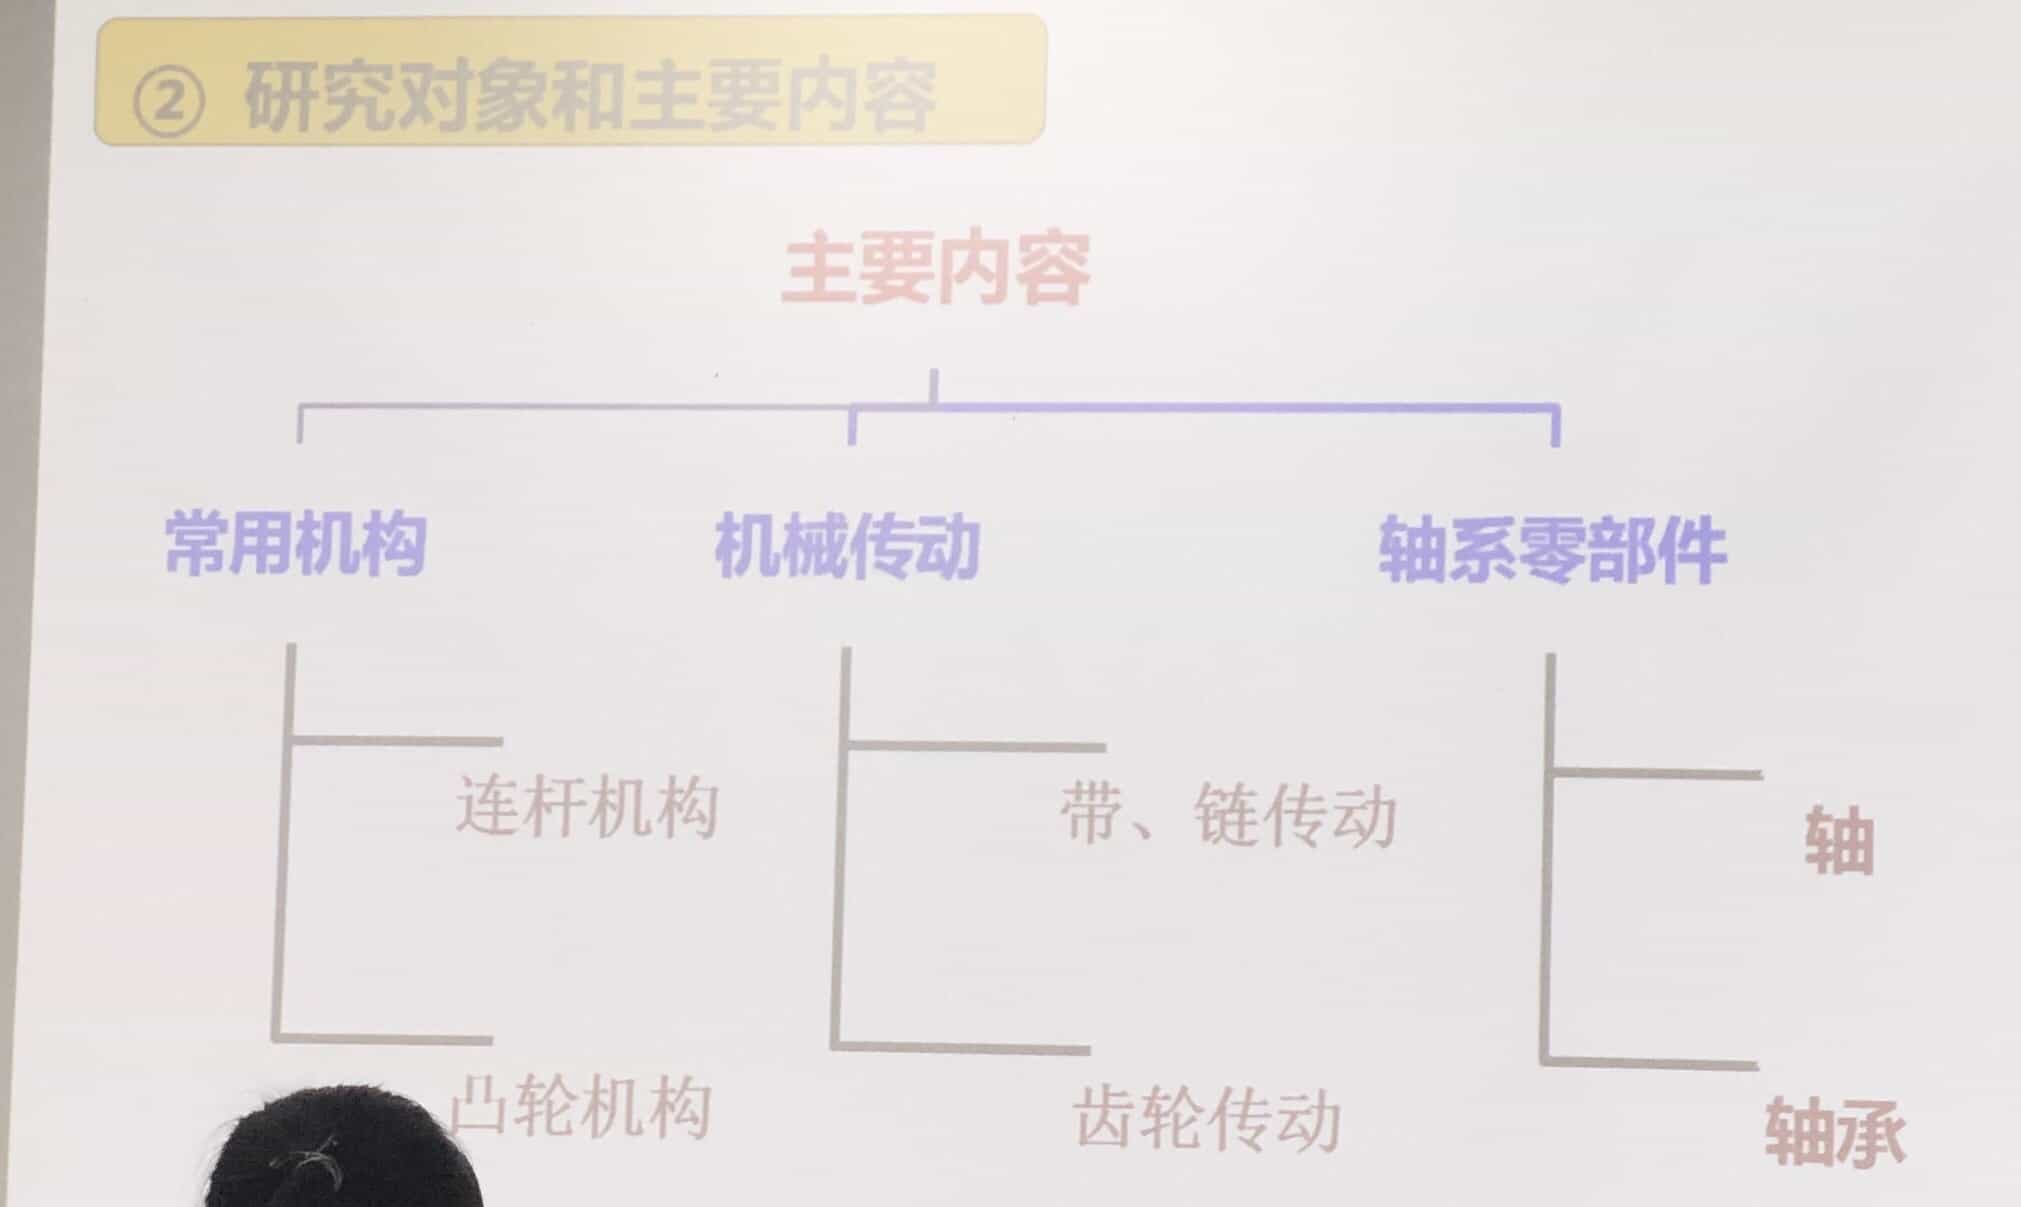 ② 研究对象和主要内容
主要内容
常用机构
机械传动
轴系零部件
连杆机构
带、链传动
轴
凸轮机构
齿轮传动
轴承